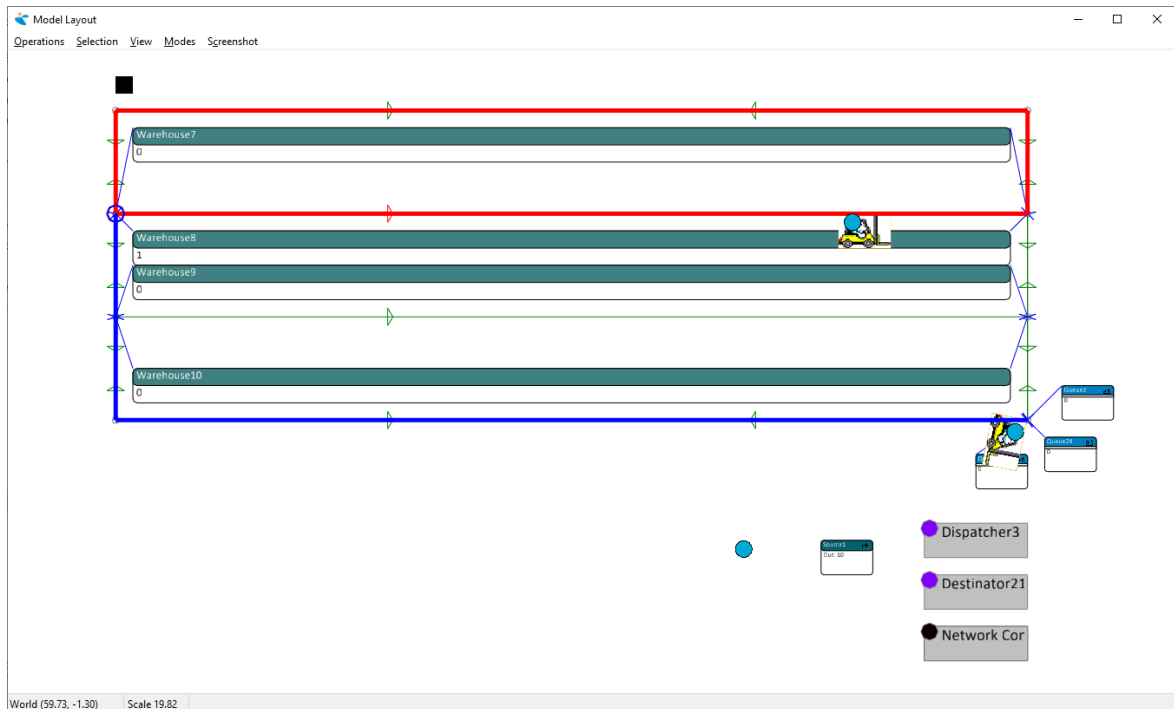 Model Layout
Operations Selection View Modes Screenshot
Warehouse7
0
Warehouse8
1
Warehouse9
0
Warehouse10
0
Queue2
0
Queue24
0
Source1
Out: 10
Dispatcher3
Destinator21
Network Cor
World (59.73, -1.30) Scale 19.82